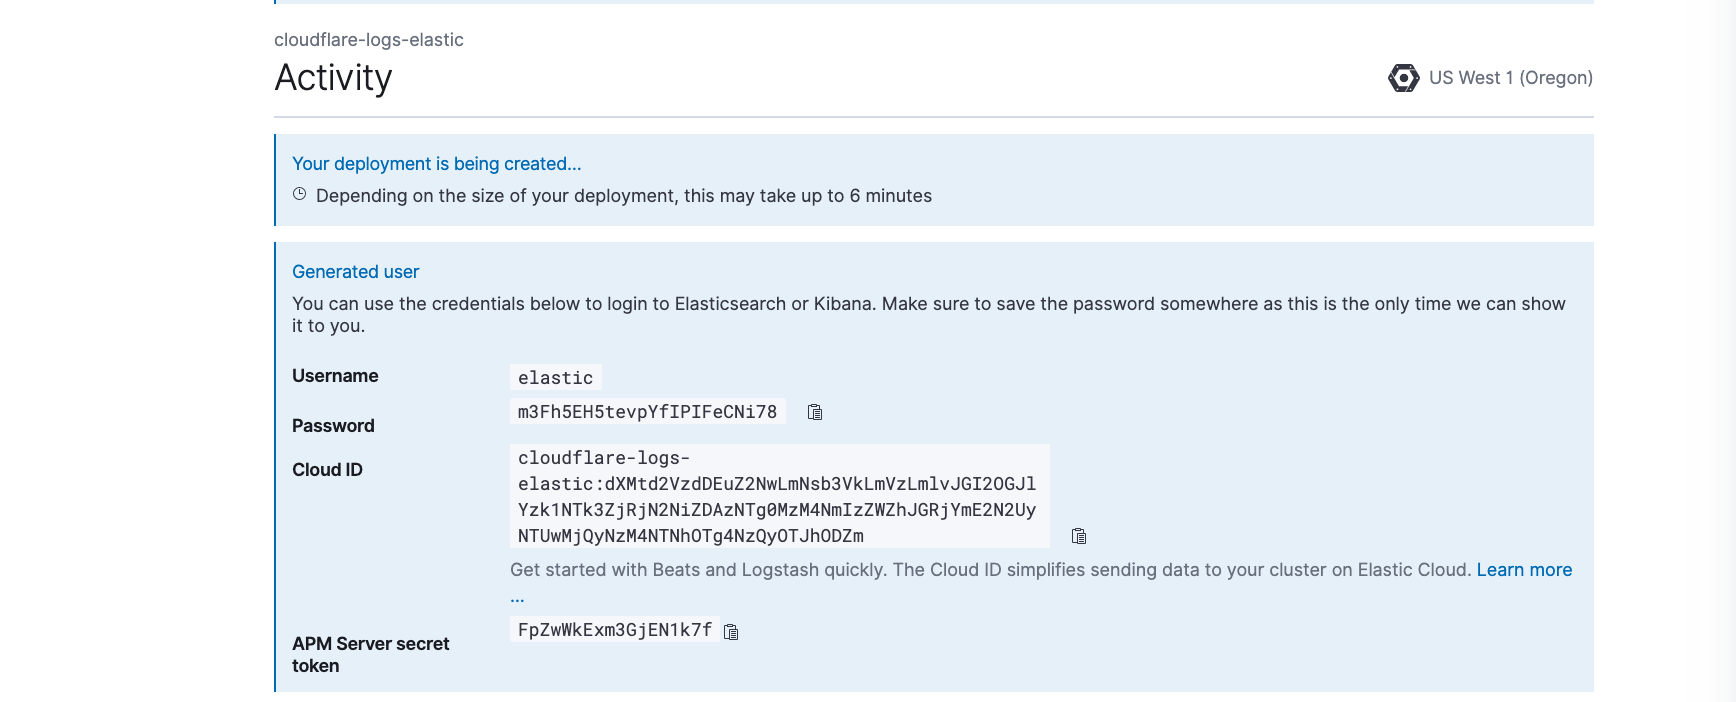 cloudflare-logs-elastic
Activity
US West 1 (Oregon)
Your deployment is being created...
Depending on the size of your deployment, this may take up to 6 minutes
Generated user
You can use the credentials below to login to Elasticsearch or Kibana. Make sure to save the password somewhere as this is the only time we can show
it to you.
Username
elastic
Password
m3Fh5EH5tevpYfIPIFeCNi78
Cloud ID
cloudflare-logs-
elastic:dXMtd2VzdDEuZ2NwLmNsb3VkLmVzLmlvJGI2OGJl
Yzk1NTk3ZjRjN2NiZDAzNTg0MzM4NmIzZWZhJGRjYmE2N2Uy
NTUwMjQyNzM4NTNhOTg4NzQyOTJhODZm
Get started with Beats and Logstash quickly. The Cloud ID simplifies sending data to your cluster on Elastic Cloud. Learn more
...
APM Server secret
token
FpZwWkExm3GjEN1k7f